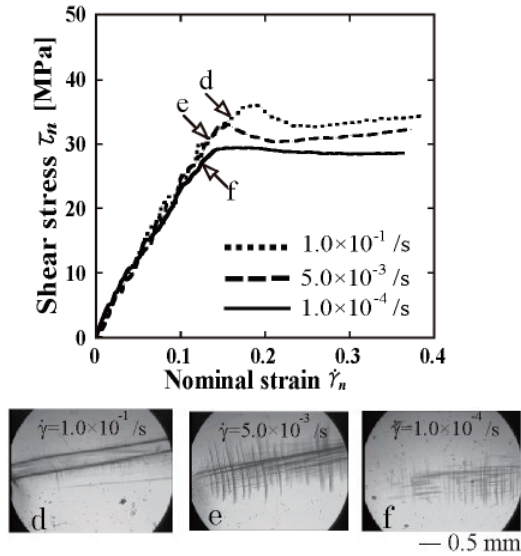 Shear stress τn [MPa]
50
40
30
20
10
0
d
e
f
1.0×10⁻¹ /s
5.0×10⁻³ /s
1.0×10⁻⁴ /s
0 0.1 0.2 0.3 0.4
Nominal strain γ̇n
γ̇=1.0×10⁻¹ /s
d
γ̇=5.0×10⁻³ /s
e
γ̇=1.0×10⁻⁴ /s
f
0.5 mm